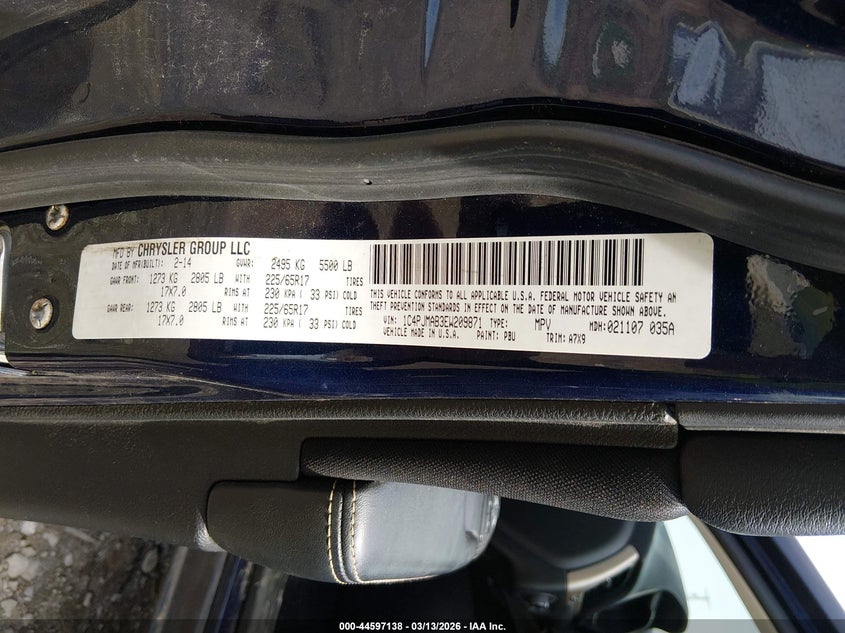 MFD BY CHRYSLER GROUP LLC
DATE OF MFR(BUILT): 2-14 GVWR: 2495 KG 5500 LB
GAWR FRONT: 1273 KG 2805 LB WITH 225/65R17 TIRES
17X7.0 RIMS AT 230 KPA ( 33 PSI) COLD
GAWR REAR: 1273 KG 2805 LB WITH 225/65R17 TIRES
17X7.0 RIMS AT 230 KPA ( 33 PSI) COLD
THIS VEHICLE CONFORMS TO ALL APPLICABLE U.S.A. FEDERAL MOTOR VEHICLE SAFETY AN
THEFT PREVENTION STANDARDS IN EFFECT ON THE DATE OF MANUFACTURE SHOWN ABOVE.
VIN: 1C4PJMAB3EW209871 TYPE: MPV MDH:021107 035A
VEHICLE MADE IN U.S.A. PAINT: PBU TRIM: A7X9
000-44597138 - 03/13/2026 - IAA Inc.